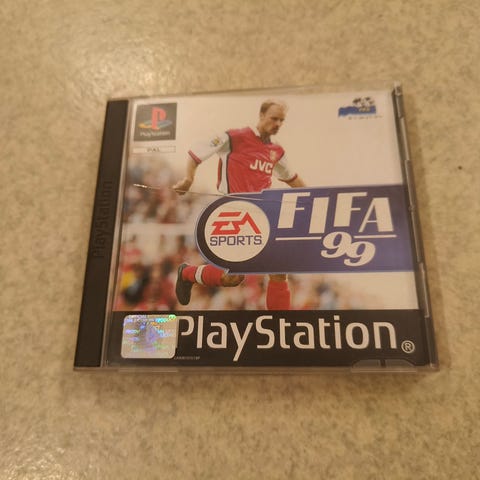 PlayStation
PAL
JVC
EA
SPORTS
FIFA
99
PlayStation®
PlayStation